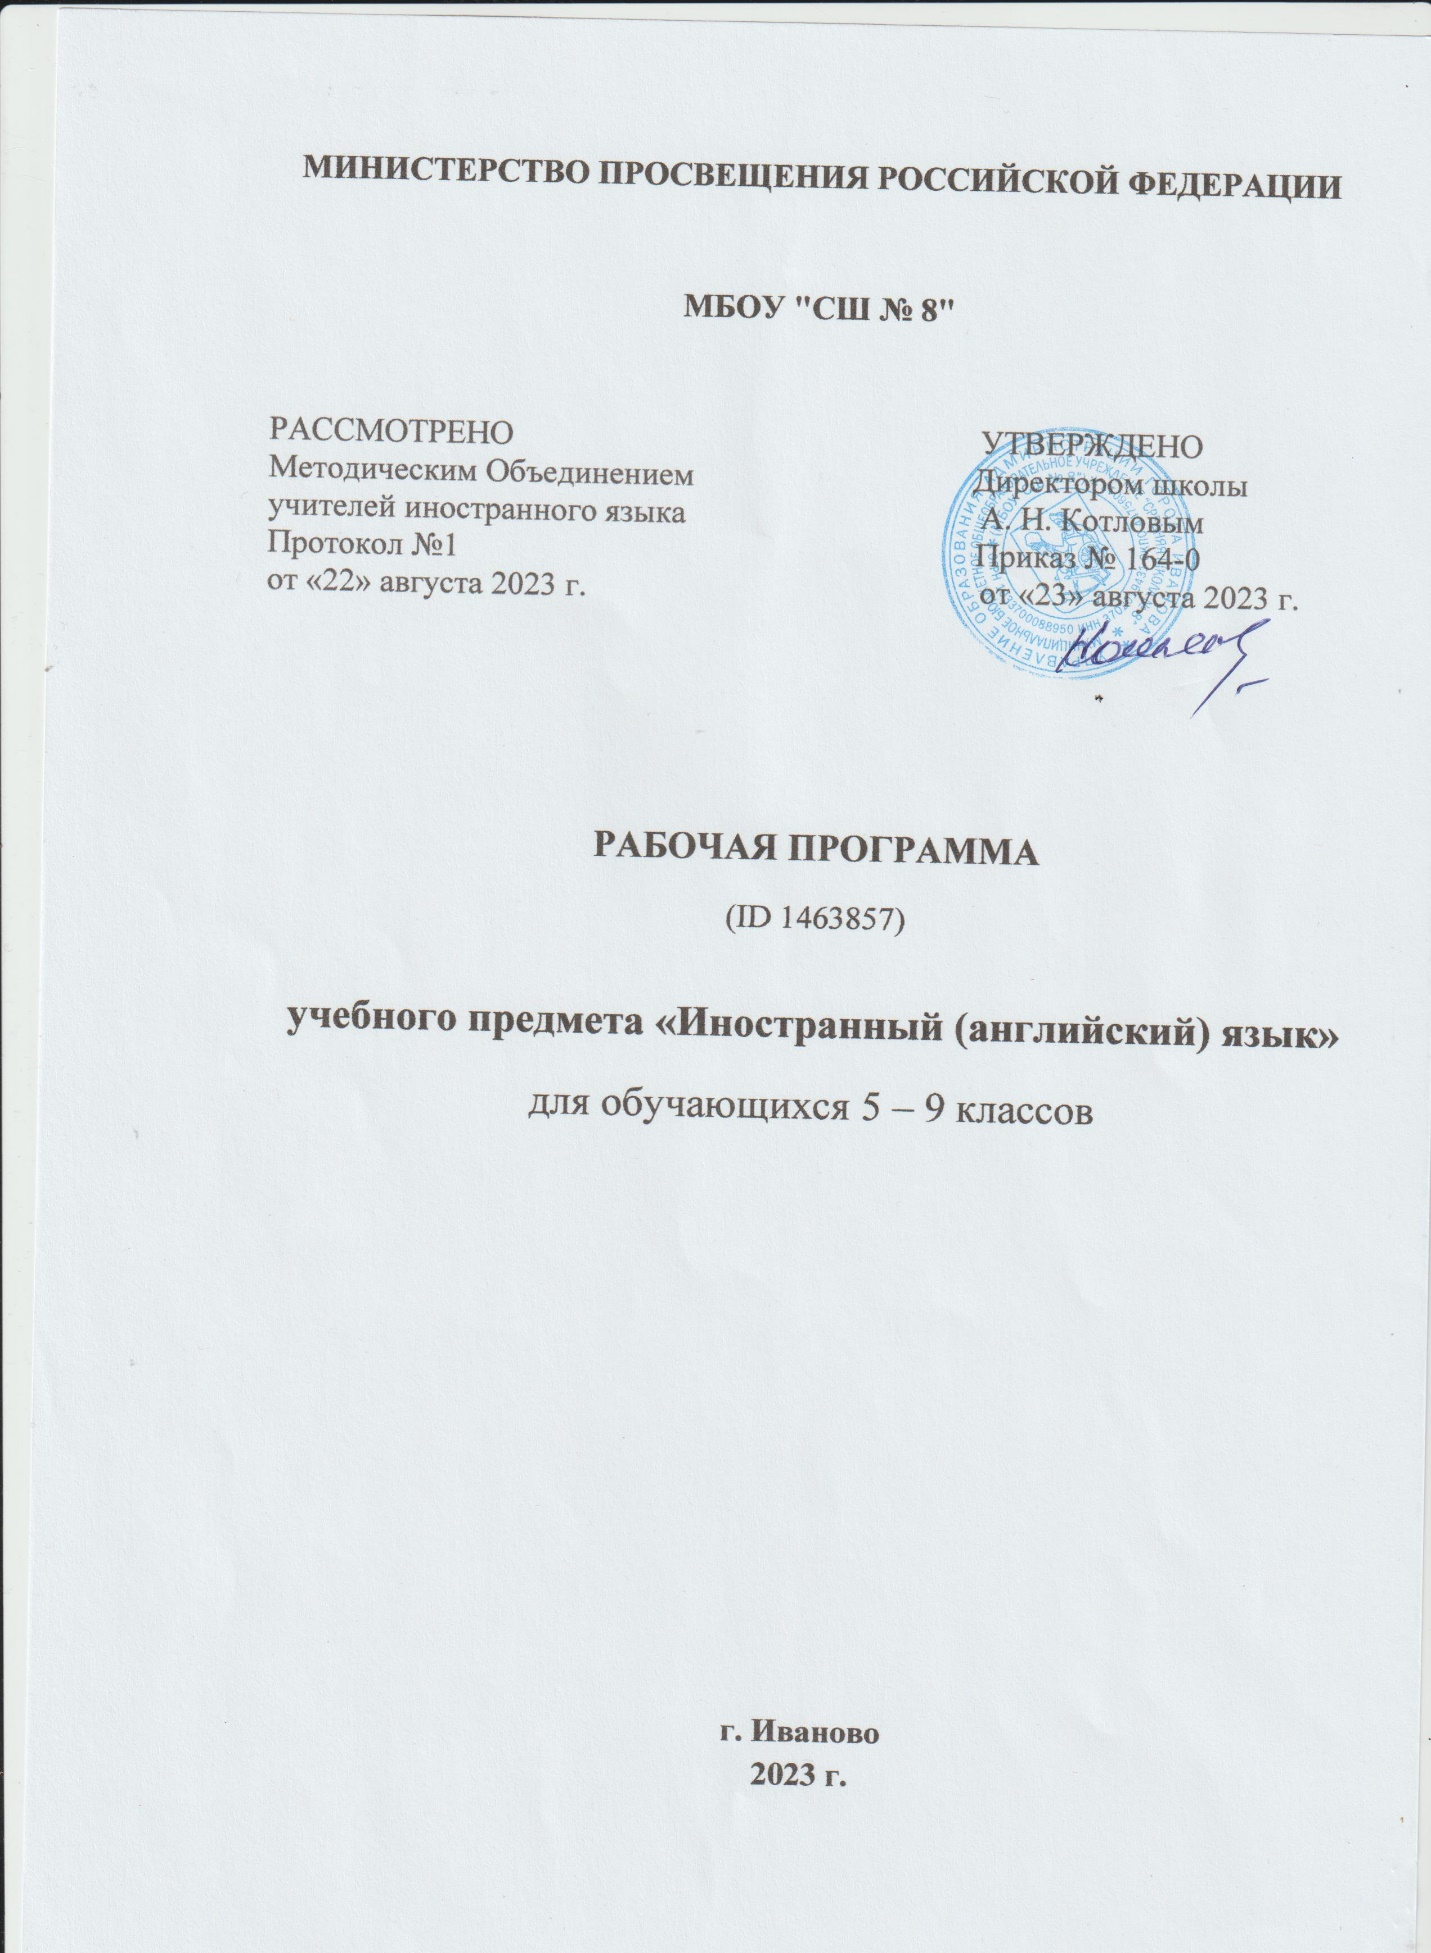 МИНИСТЕРСТВО ПРОСВЕЩЕНИЯ РОССИЙСКОЙ ФЕДЕРАЦИИ
МБОУ "СШ № 8"
РАССМОТРЕНО
Методическим Объединением
учителей иностранного языка
Протокол №1
от «22» августа 2023 г.
УТВЕРЖДЕНО
Директором школы
А. Н. Котловым
Приказ № 164-0
от «23» августа 2023 г.
РАБОЧАЯ ПРОГРАММА
(ID 1463857)
учебного предмета «Иностранный (английский) язык»
для обучающихся 5 – 9 классов
г. Иваново
2023 г.